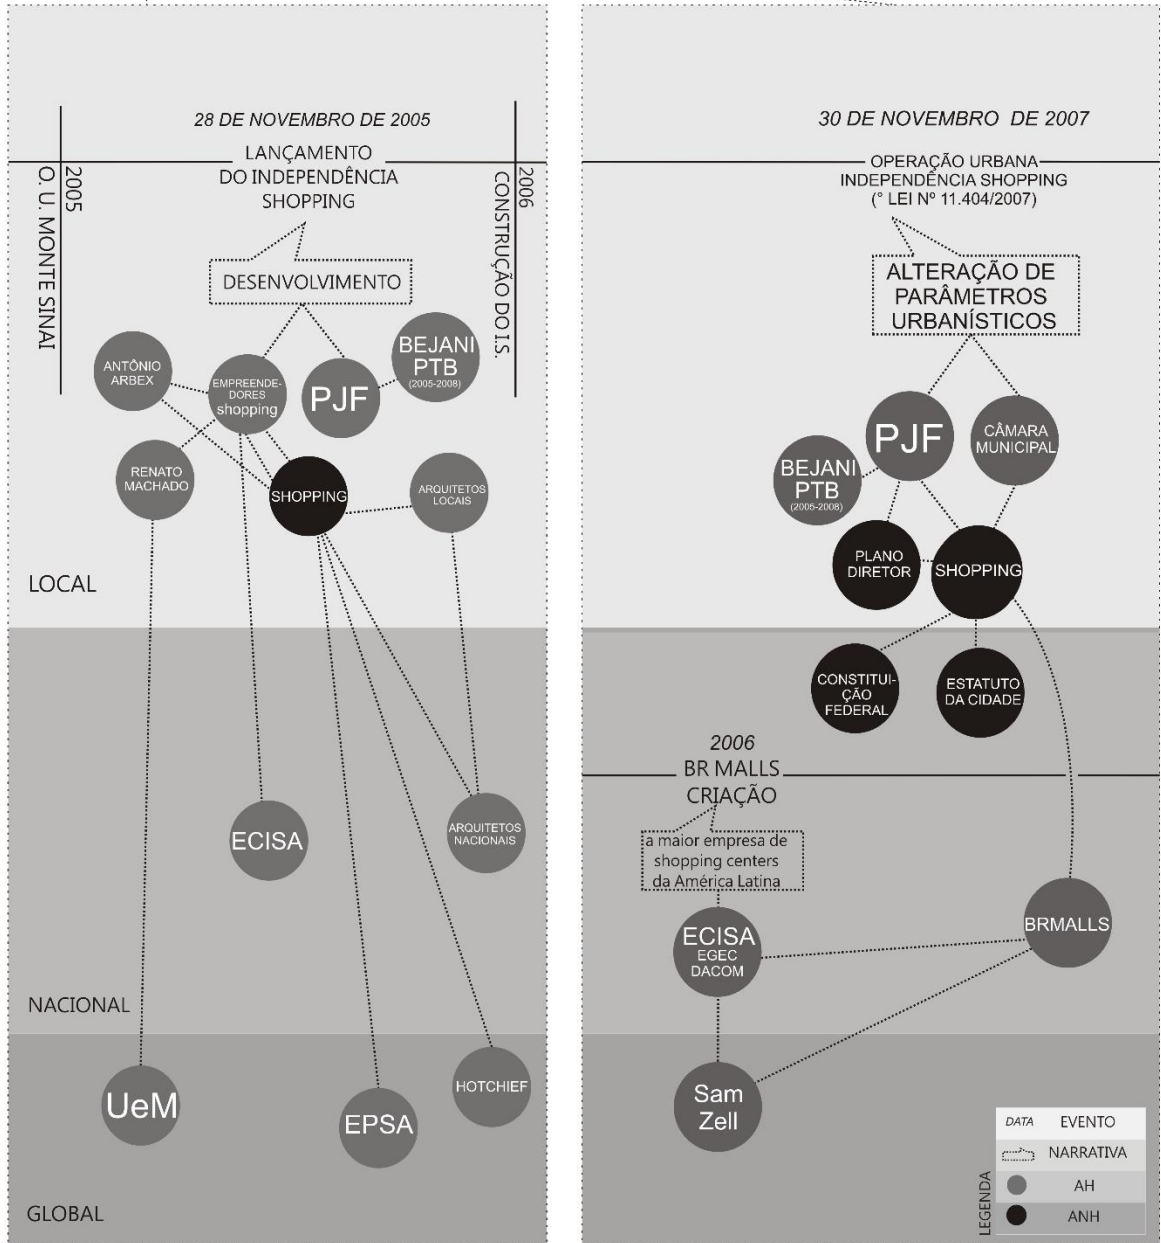 28 DE NOVEMBRO DE 2005
LANÇAMENTO
DO INDEPENDÊNCIA
SHOPPING
2005
O. U. MONTE SINAI
2006
CONSTRUÇÃO DO I.S.
DESENVOLVIMENTO
ANTÔNIO
ARBEX
EMPREENDE-
DORES
shopping
PJF
BEJANI
PTB
(2005-2008)
RENATO
MACHADO
SHOPPING
ARQUITETOS
LOCAIS
LOCAL
ECISA
ARQUITETOS
NACIONAIS
NACIONAL
UeM
EPSA
HOTCHIEF
GLOBAL
30 DE NOVEMBRO DE 2007
OPERAÇÃO URBANA
INDEPENDÊNCIA SHOPPING
(° LEI Nº 11.404/2007)
ALTERAÇÃO DE
PARÂMETROS
URBANÍSTICOS
PJF
CÂMARA
MUNICIPAL
BEJANI
PTB
(2005-2008)
PLANO
DIRETOR
SHOPPING
CONSTITUI-
ÇÃO
FEDERAL
ESTATUTO
DA CIDADE
2006
BR MALLS
CRIAÇÃO
a maior empresa de
shopping centers
da América Latina
ECISA
EGEC
DACOM
BRMALLS
Sam
Zell
LEGENDA
DATA EVENTO
NARRATIVA
AH
ANH